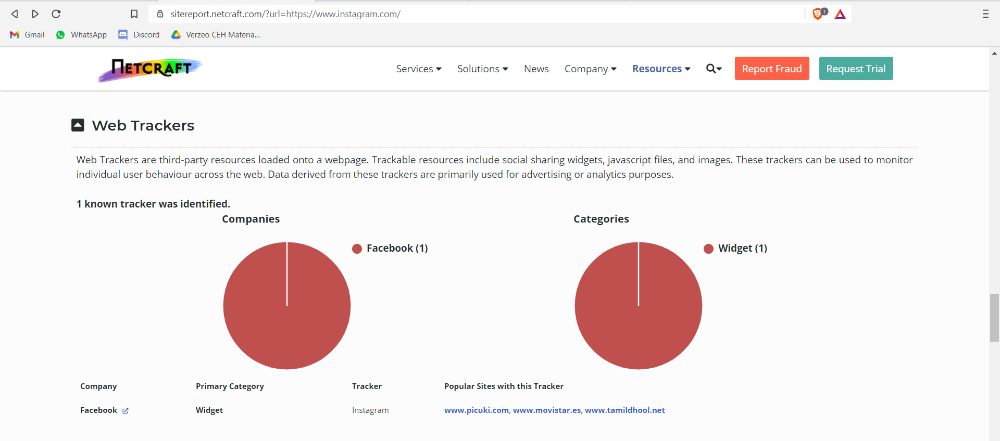 sitereport.netcraft.com/?url=https://www.instagram.com/
1
Gmail WhatsApp Discord Verzeo CEH Materia...
NETCRAFT Services Solutions News Company Resources Report Fraud Request Trial
Web Trackers
Web Trackers are third-party resources loaded onto a webpage. Trackable resources include social sharing widgets, javascript files, and images. These trackers can be used to monitor
individual user behaviour across the web. Data derived from these trackers are primarily used for advertising or analytics purposes.
1 known tracker was identified.
Companies Categories
Facebook (1) Widget (1)
Company Primary Category Tracker Popular Sites with this Tracker
Facebook Widget Instagram www.picuki.com, www.movistar.es, www.tamildhool.net